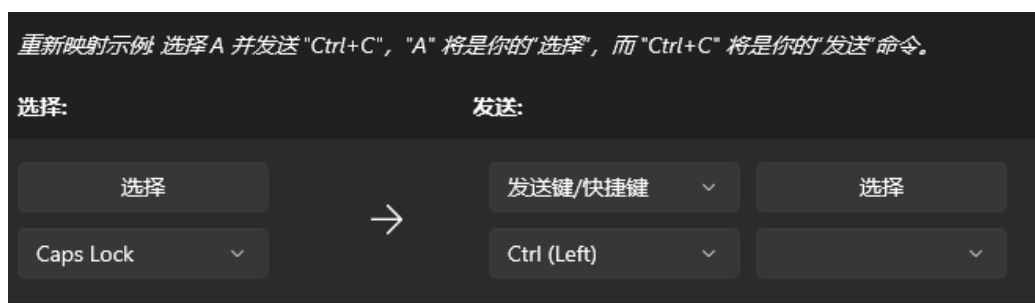 重新映射示例: 选择 A 并发送 "Ctrl+C", "A" 将是你的"选择", 而 "Ctrl+C" 将是你的"发送"命令。
选择: 发送:
选择 发送键/快捷键 选择
Caps Lock Ctrl (Left)